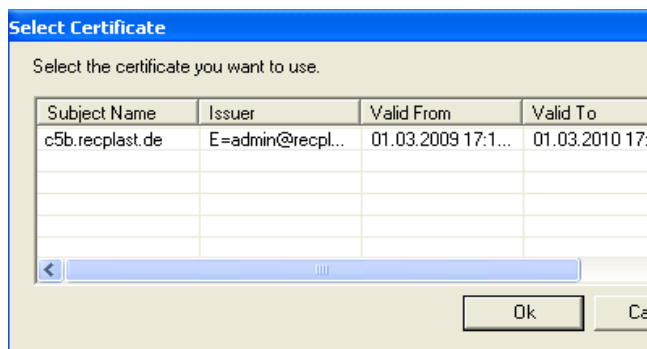 Select Certificate
Select the certificate you want to use.
Subject Name Issuer Valid From Valid To
c5b.recplast.de E=admin@recpl... 01.03.2009 17:1... 01.03.2010 17:
Ok Ca